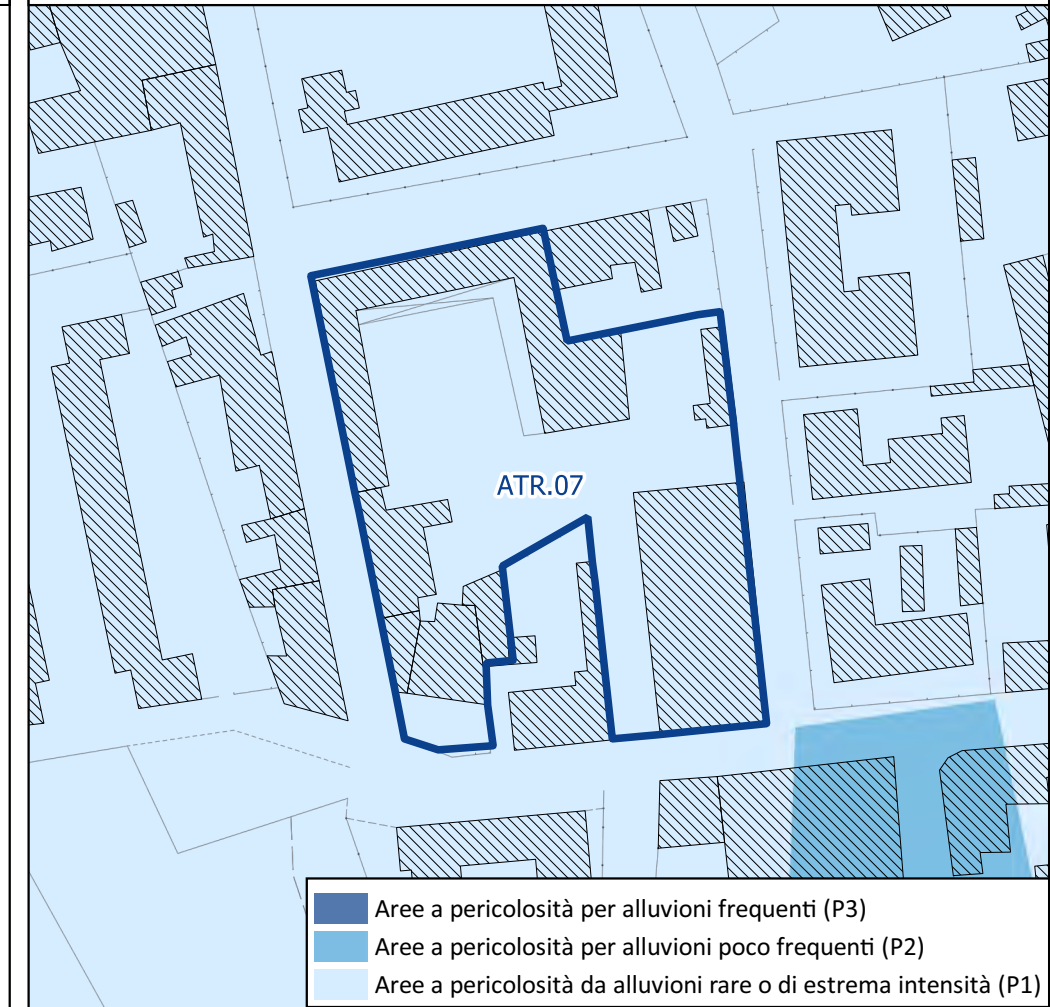 ATR.07
Aree a pericolosità per alluvioni frequenti (P3)
Aree a pericolosità per alluvioni poco frequenti (P2)
Aree a pericolosità da alluvioni rare o di estrema intensità (P1)